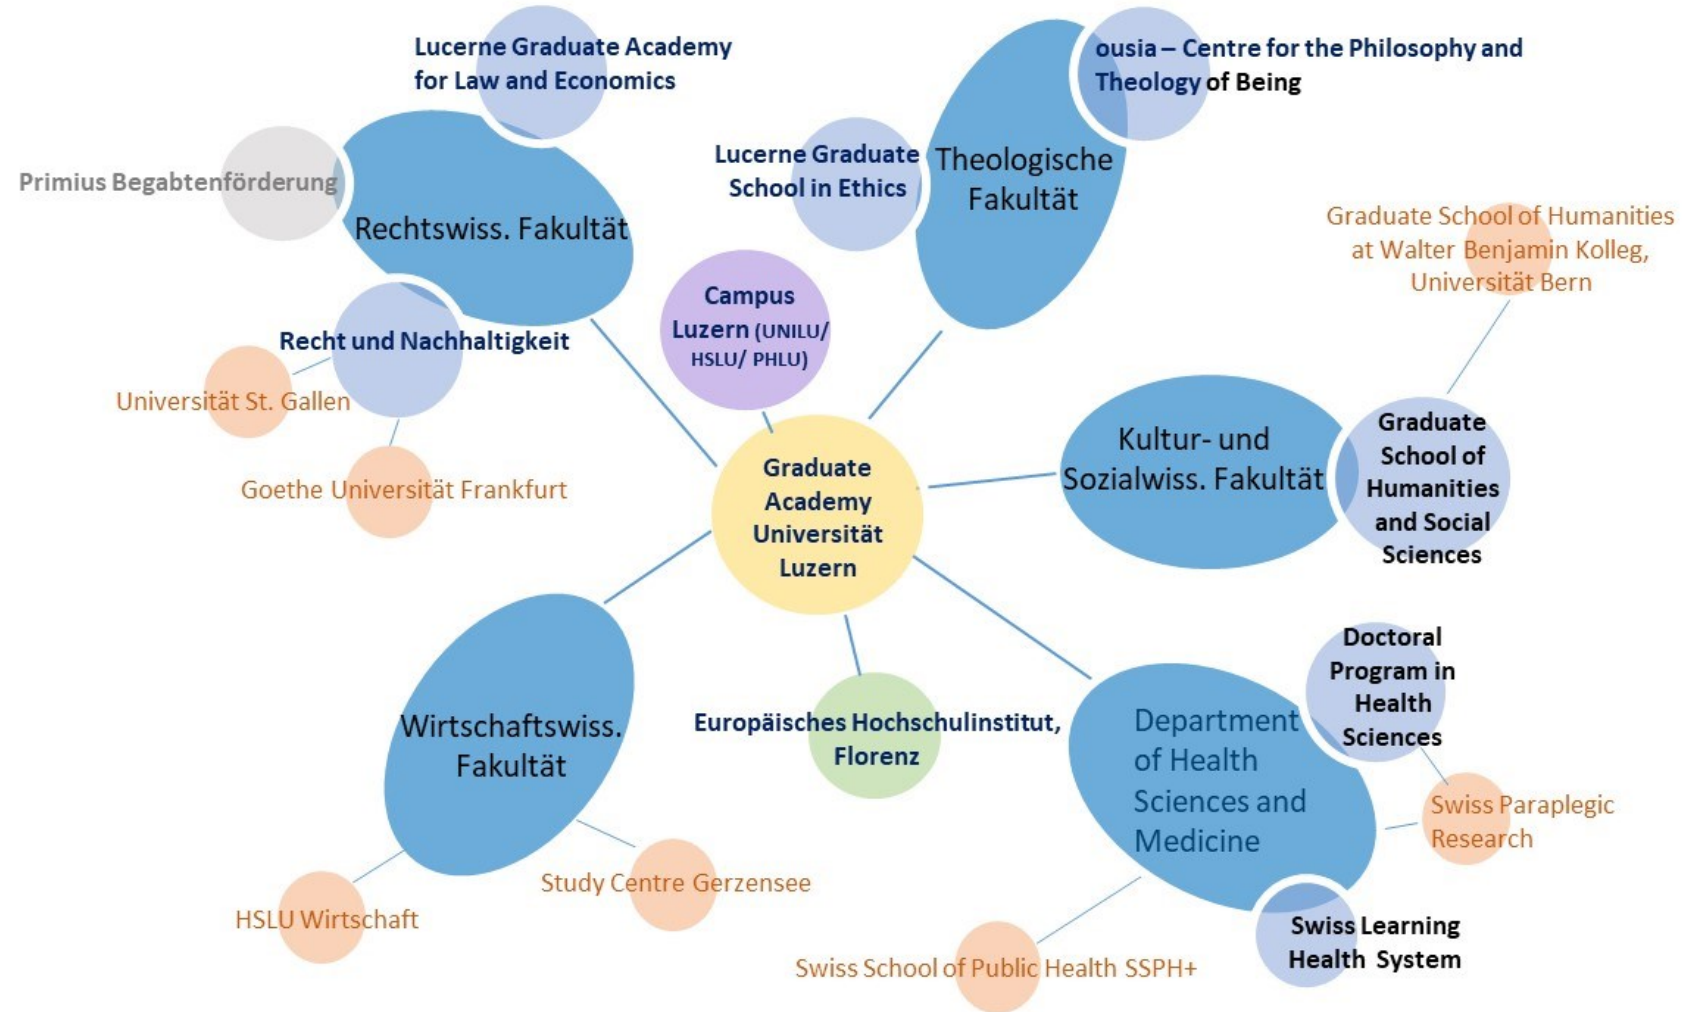 Lucerne Graduate Academy
for Law and Economics
ousia – Centre for the Philosophy and
Theology of Being
Primius Begabtenförderung
Lucerne Graduate
School in Ethics
Theologische
Fakultät
Rechtswiss. Fakultät
Graduate School of Humanities
at Walter Benjamin Kolleg,
Universität Bern
Campus
Luzern (UNILU/
HSLU/ PHLU)
Recht und Nachhaltigkeit
Universität St. Gallen
Goethe Universität Frankfurt
Graduate
Academy
Universität
Luzern
Kultur- und
Sozialwiss. Fakultät
Graduate
School of
Humanities
and Social
Sciences
Wirtschaftswiss.
Fakultät
Europäisches Hochschulinstitut,
Florenz
Department
of Health
Sciences and
Medicine
Doctoral
Program in
Health
Sciences
Swiss Paraplegic
Research
Study Centre Gerzensee
HSLU Wirtschaft
Swiss School of Public Health SSPH+
Swiss Learning
Health System